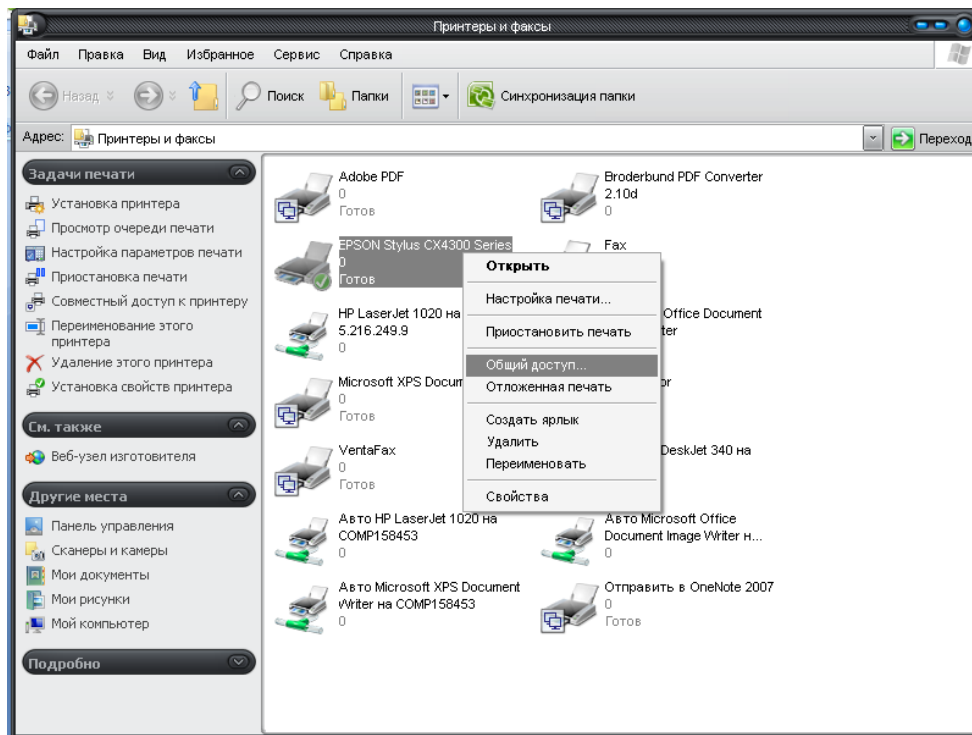 Принтеры и факсы
Файл Правка Вид Избранное Сервис Справка
Назад Поиск Папки Синхронизация папки
Адрес: Принтеры и факсы Переход
Задачи печати
Установка принтера
Просмотр очереди печати
Настройка параметров печати
Приостановка печати
Совместный доступ к принтеру
Переименование этого
принтера
Удаление этого принтера
Установка свойств принтера
См. также
Веб-узел изготовителя
Другие места
Панель управления
Сканеры и камеры
Мои документы
Мои рисунки
Мой компьютер
Подробно
Adobe PDF
0
Готов
Broderbund PDF Converter
2.10d
0
EPSON Stylus CX4300 Series
0
Готов
Fax
HP LaserJet 1020 на
5.216.249.9
0
Office Document
ter
Microsoft XPS Docum
0
Готов
or
VentaFax
0
Готов
DeskJet 340 на
Авто HP LaserJet 1020 на
COMP158453
0
Авто Microsoft Office
Document Image Writer н...
0
Авто Microsoft XPS Document
Writer на COMP158453
0
Отправить в OneNote 2007
0
Готов
Открыть
Настройка печати...
Приостановить печать
Общий доступ...
Отложенная печать
Создать ярлык
Удалить
Переименовать
Свойства